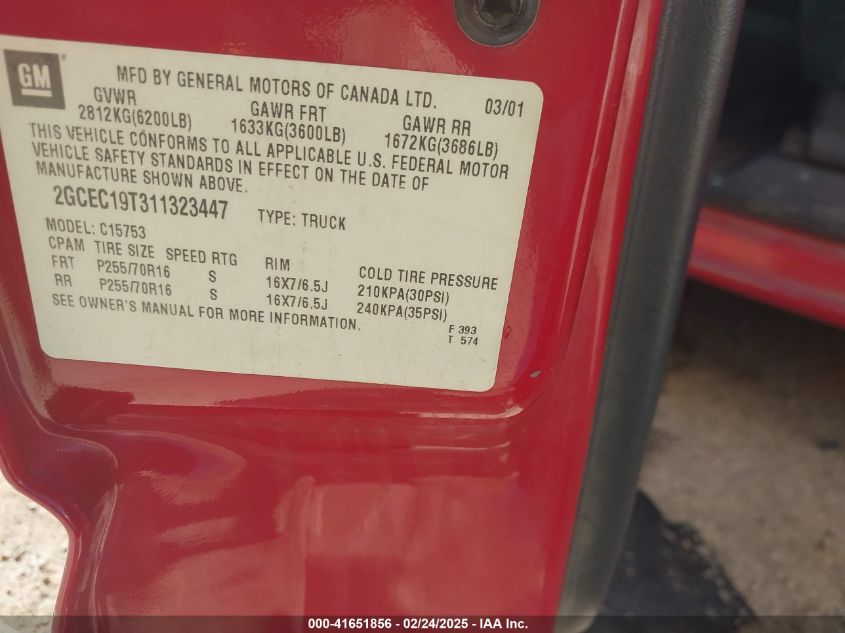 GM
MFD BY GENERAL MOTORS OF CANADA LTD. 03/01
GVWR GAWR FRT GAWR RR
2812KG(6200LB) 1633KG(3600LB) 1672KG(3686LB)
THIS VEHICLE CONFORMS TO ALL APPLICABLE U.S. FEDERAL MOTOR
VEHICLE SAFETY STANDARDS IN EFFECT ON THE DATE OF
MANUFACTURE SHOWN ABOVE.
2GCEC19T311323447 TYPE: TRUCK
MODEL: C15753
CPAM TIRE SIZE SPEED RTG RIM COLD TIRE PRESSURE
FRT P255/70R16 S 16X7/6.5J 210KPA(30PSI)
RR P255/70R16 S 16X7/6.5J 240KPA(35PSI)
SEE OWNER'S MANUAL FOR MORE INFORMATION.
F 393
T 574
000-41651856 - 02/24/2025 - IAA Inc.